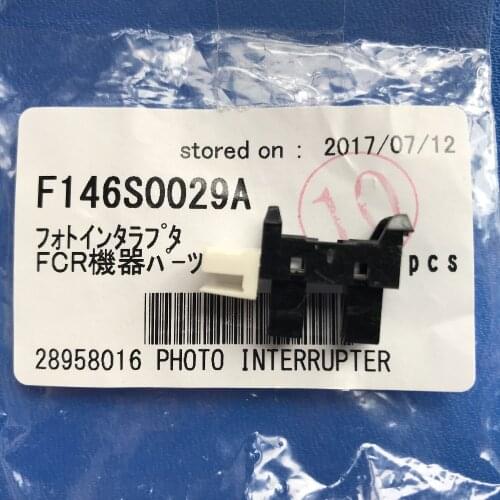 stored on : 2017/07/12
F146S0029A
フォトインタラプタ
FCR機器パーツ
pcs
28958016 PHOTO INTERRUPTER